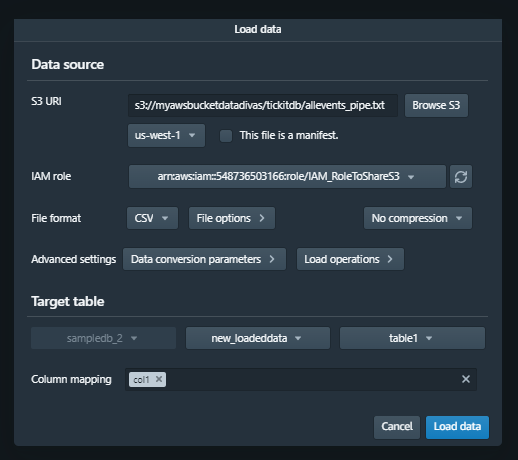 Load data
Data source
S3 URI
s3://myawsbucketdatadivas/tickitdb/allevents_pipe.txt
Browse S3
us-west-1
This file is a manifest.
IAM role
arn:aws:iam::548736503166:role/IAM_RoleToShareS3
File format
CSV
File options
No compression
Advanced settings
Data conversion parameters
Load operations
Target table
sampledb_2
new_loadeddata
table1
Column mapping
col1
Cancel
Load data